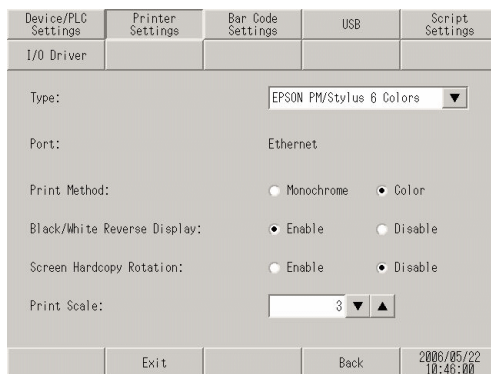 Device/PLC Settings
Printer Settings
Bar Code Settings
USB
Script Settings
I/O Driver
Type: EPSON PM/Stylus 6 Colors
Port: Ethernet
Print Method: Monochrome Color
Black/White Reverse Display: Enable Disable
Screen Hardcopy Rotation: Enable Disable
Print Scale: 3
Exit Back 2006/05/22
10:46:00